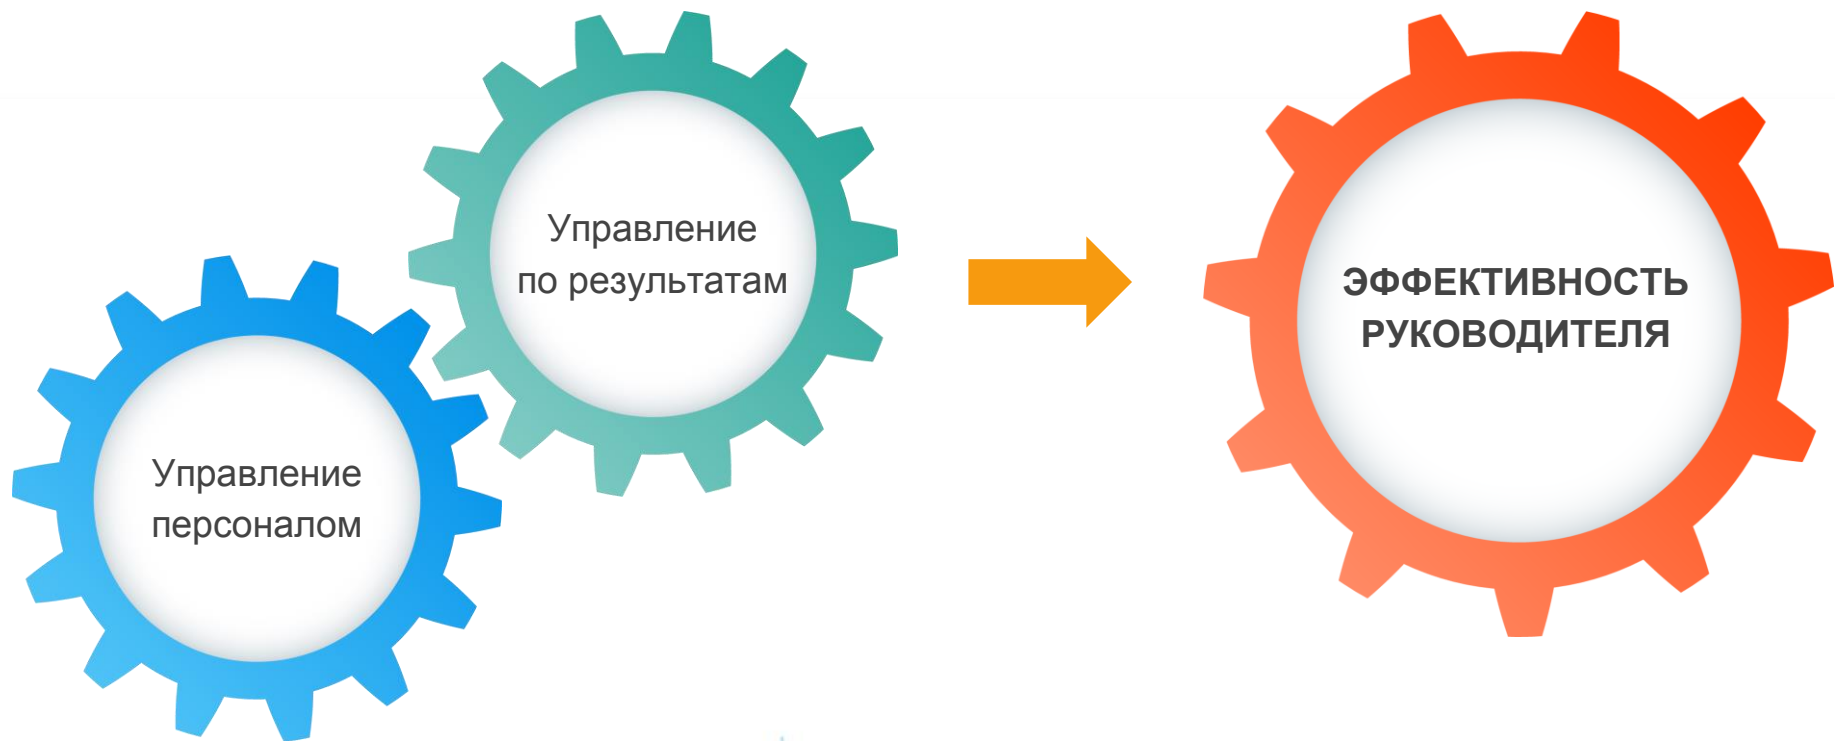 Управление
по результатам
Управление
персоналом
ЭФФЕКТИВНОСТЬ
РУКОВОДИТЕЛЯ